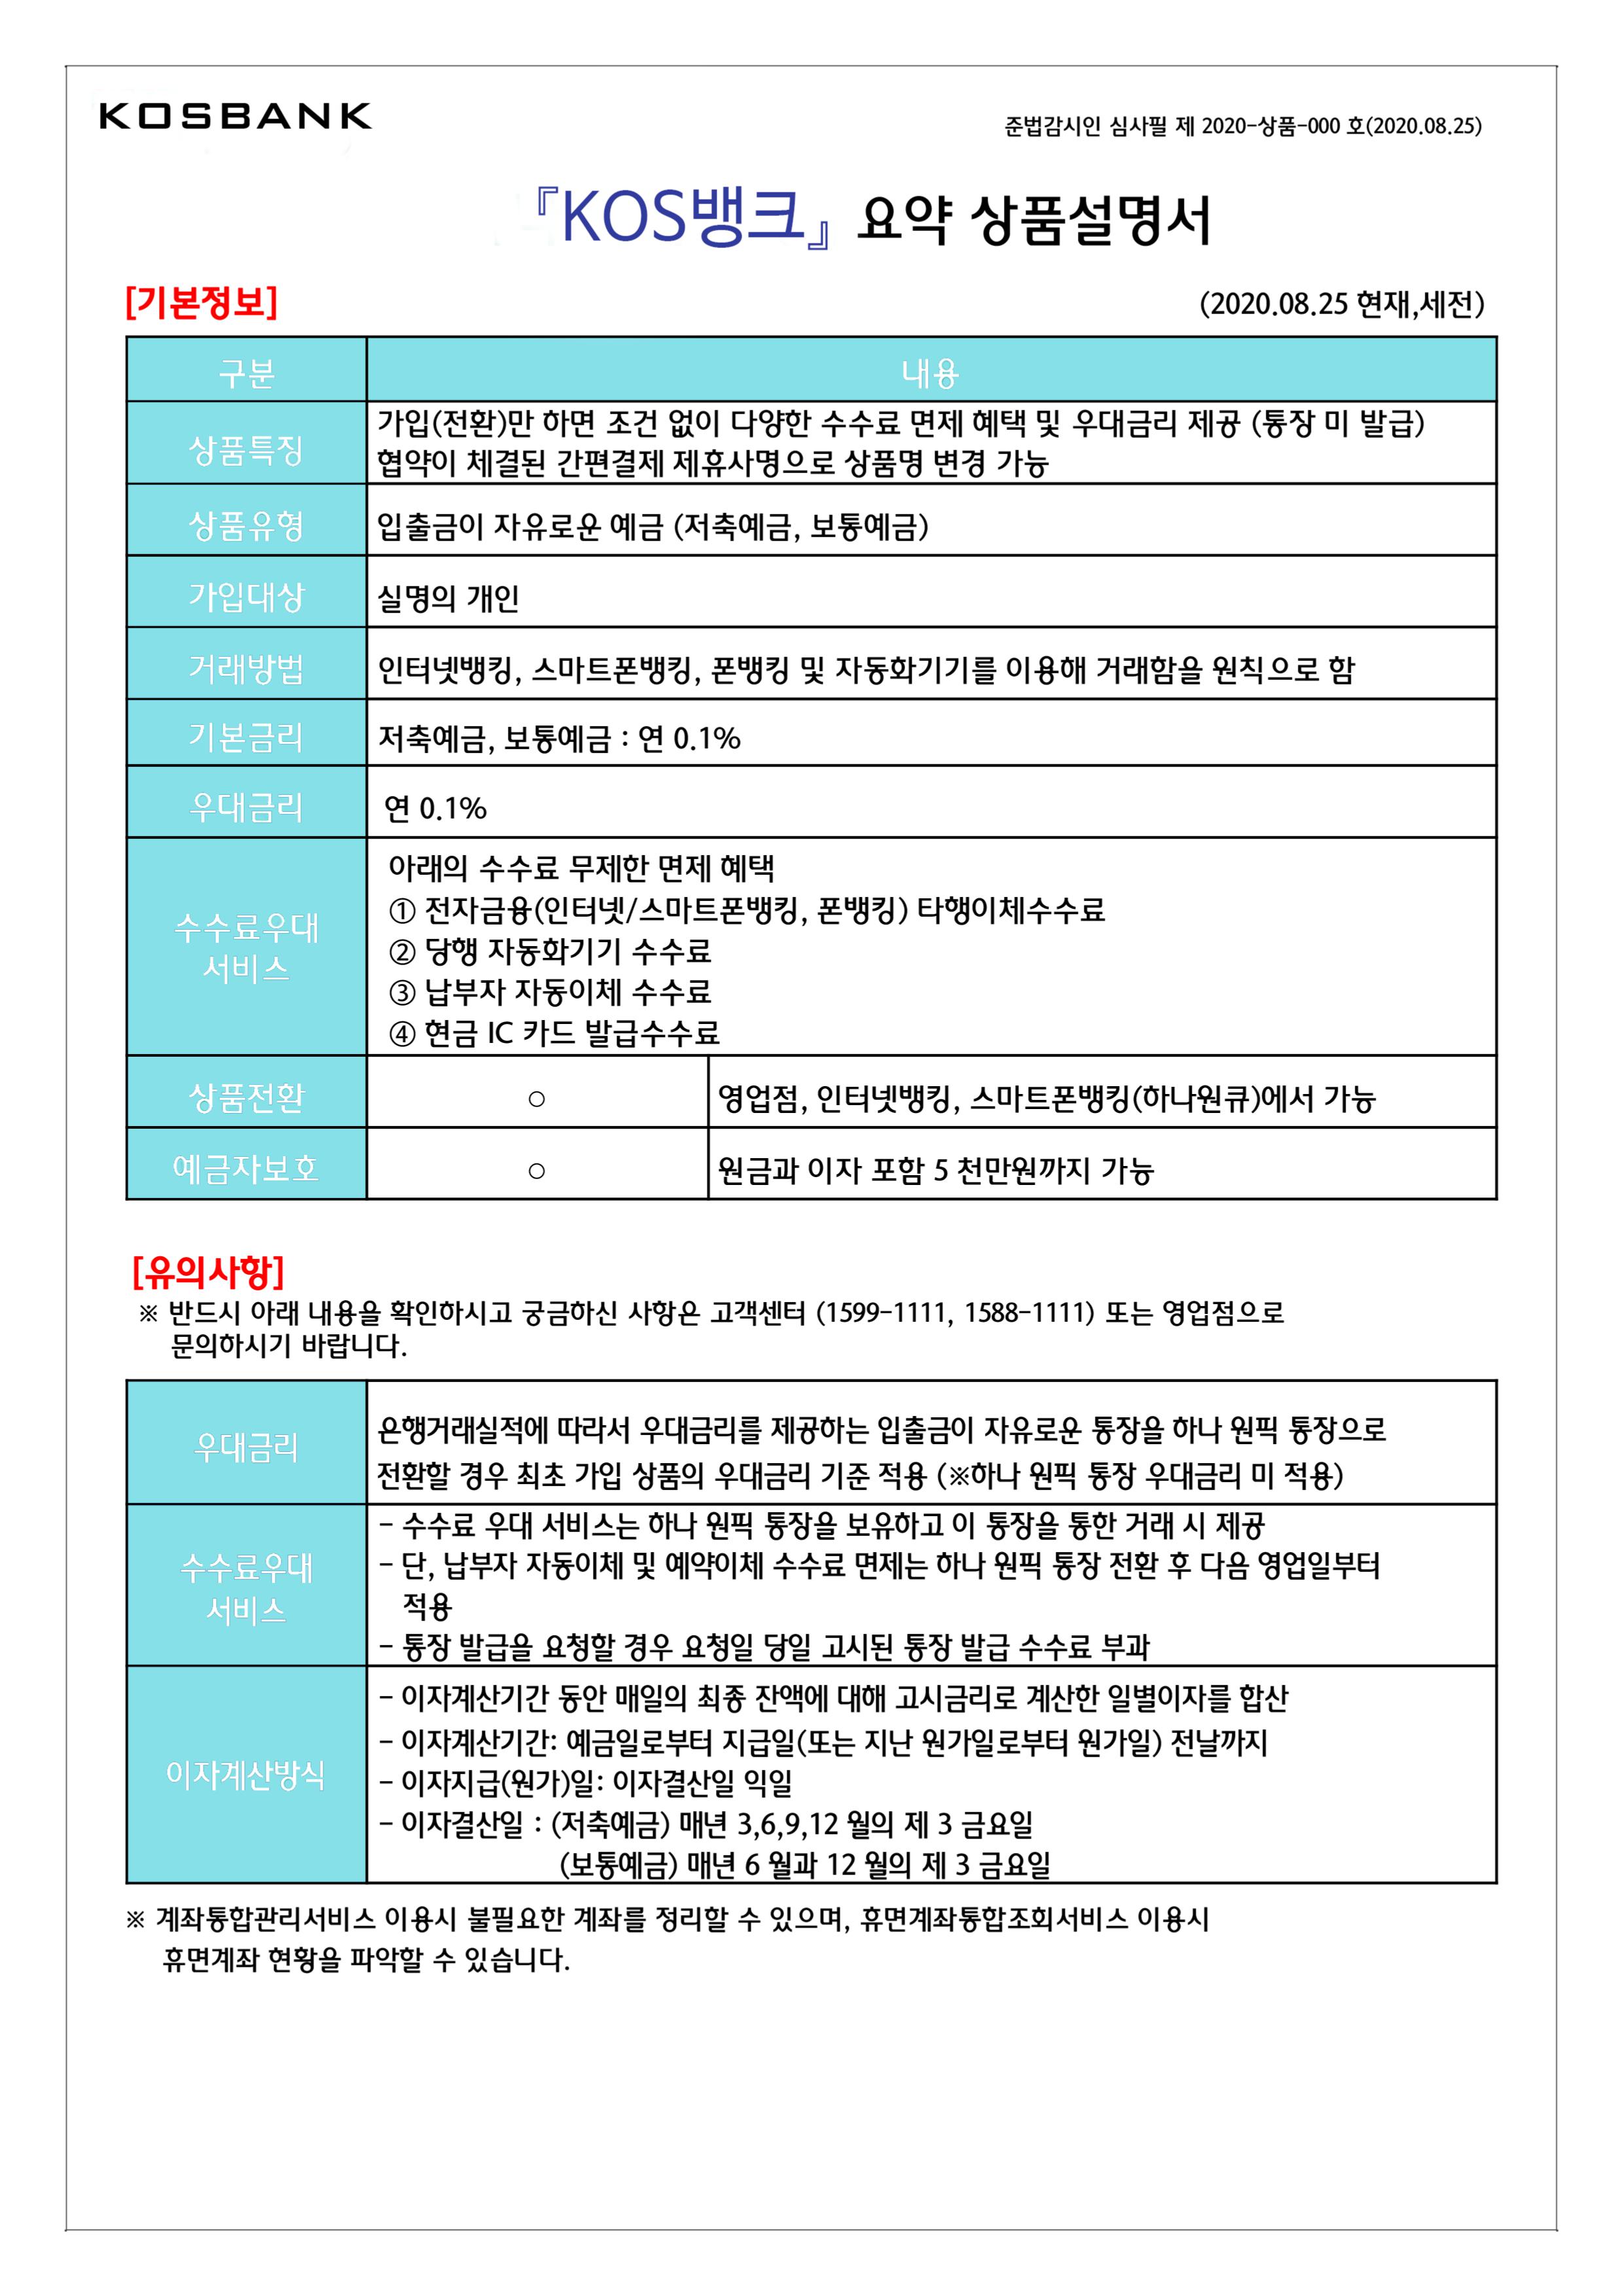 KOSBANK
준법감시인 심사필 제 2020-상품-000 호(2020.08.25)
『KOS뱅크』 요약 상품설명서
[기본정보]
(2020.08.25 현재,세전)
구분
내용
상품특징
가입(전환)만 하면 조건 없이 다양한 수수료 면제 혜택 및 우대금리 제공 (통장 미 발급)
협약이 체결된 간편결제 제휴사명으로 상품명 변경 가능
상품유형
입출금이 자유로운 예금 (저축예금, 보통예금)
가입대상
실명의 개인
거래방법
인터넷뱅킹, 스마트폰뱅킹, 폰뱅킹 및 자동화기기를 이용해 거래함을 원칙으로 함
기본금리
저축예금, 보통예금 : 연 0.1%
우대금리
연 0.1%
수수료우대
서비스
아래의 수수료 무제한 면제 혜택
① 전자금융(인터넷/스마트폰뱅킹, 폰뱅킹) 타행이체수수료
② 당행 자동화기기 수수료
③ 납부자 자동이체 수수료
④ 현금 IC 카드 발급수수료
상품전환
○
영업점, 인터넷뱅킹, 스마트폰뱅킹(하나원큐)에서 가능
예금자보호
○
원금과 이자 포함 5 천만원까지 가능
[유의사항]
※ 반드시 아래 내용을 확인하시고 궁금하신 사항은 고객센터 (1599-1111, 1588-1111) 또는 영업점으로
문의하시기 바랍니다.
우대금리
은행거래실적에 따라서 우대금리를 제공하는 입출금이 자유로운 통장을 하나 원픽 통장으로
전환할 경우 최초 가입 상품의 우대금리 기준 적용 (※하나 원픽 통장 우대금리 미 적용)
수수료우대
서비스
- 수수료 우대 서비스는 하나 원픽 통장을 보유하고 이 통장을 통한 거래 시 제공
- 단, 납부자 자동이체 및 예약이체 수수료 면제는 하나 원픽 통장 전환 후 다음 영업일부터
적용
- 통장 발급을 요청할 경우 요청일 당일 고시된 통장 발급 수수료 부과
이자계산방식
- 이자계산기간 동안 매일의 최종 잔액에 대해 고시금리로 계산한 일별이자를 합산
- 이자계산기간: 예금일로부터 지급일(또는 지난 원가일로부터 원가일) 전날까지
- 이자지급(원가)일: 이자결산일 익일
- 이자결산일 : (저축예금) 매년 3,6,9,12 월의 제 3 금요일
(보통예금) 매년 6 월과 12 월의 제 3 금요일
※ 계좌통합관리서비스 이용시 불필요한 계좌를 정리할 수 있으며, 휴면계좌통합조회서비스 이용시
휴면계좌 현황을 파악할 수 있습니다.